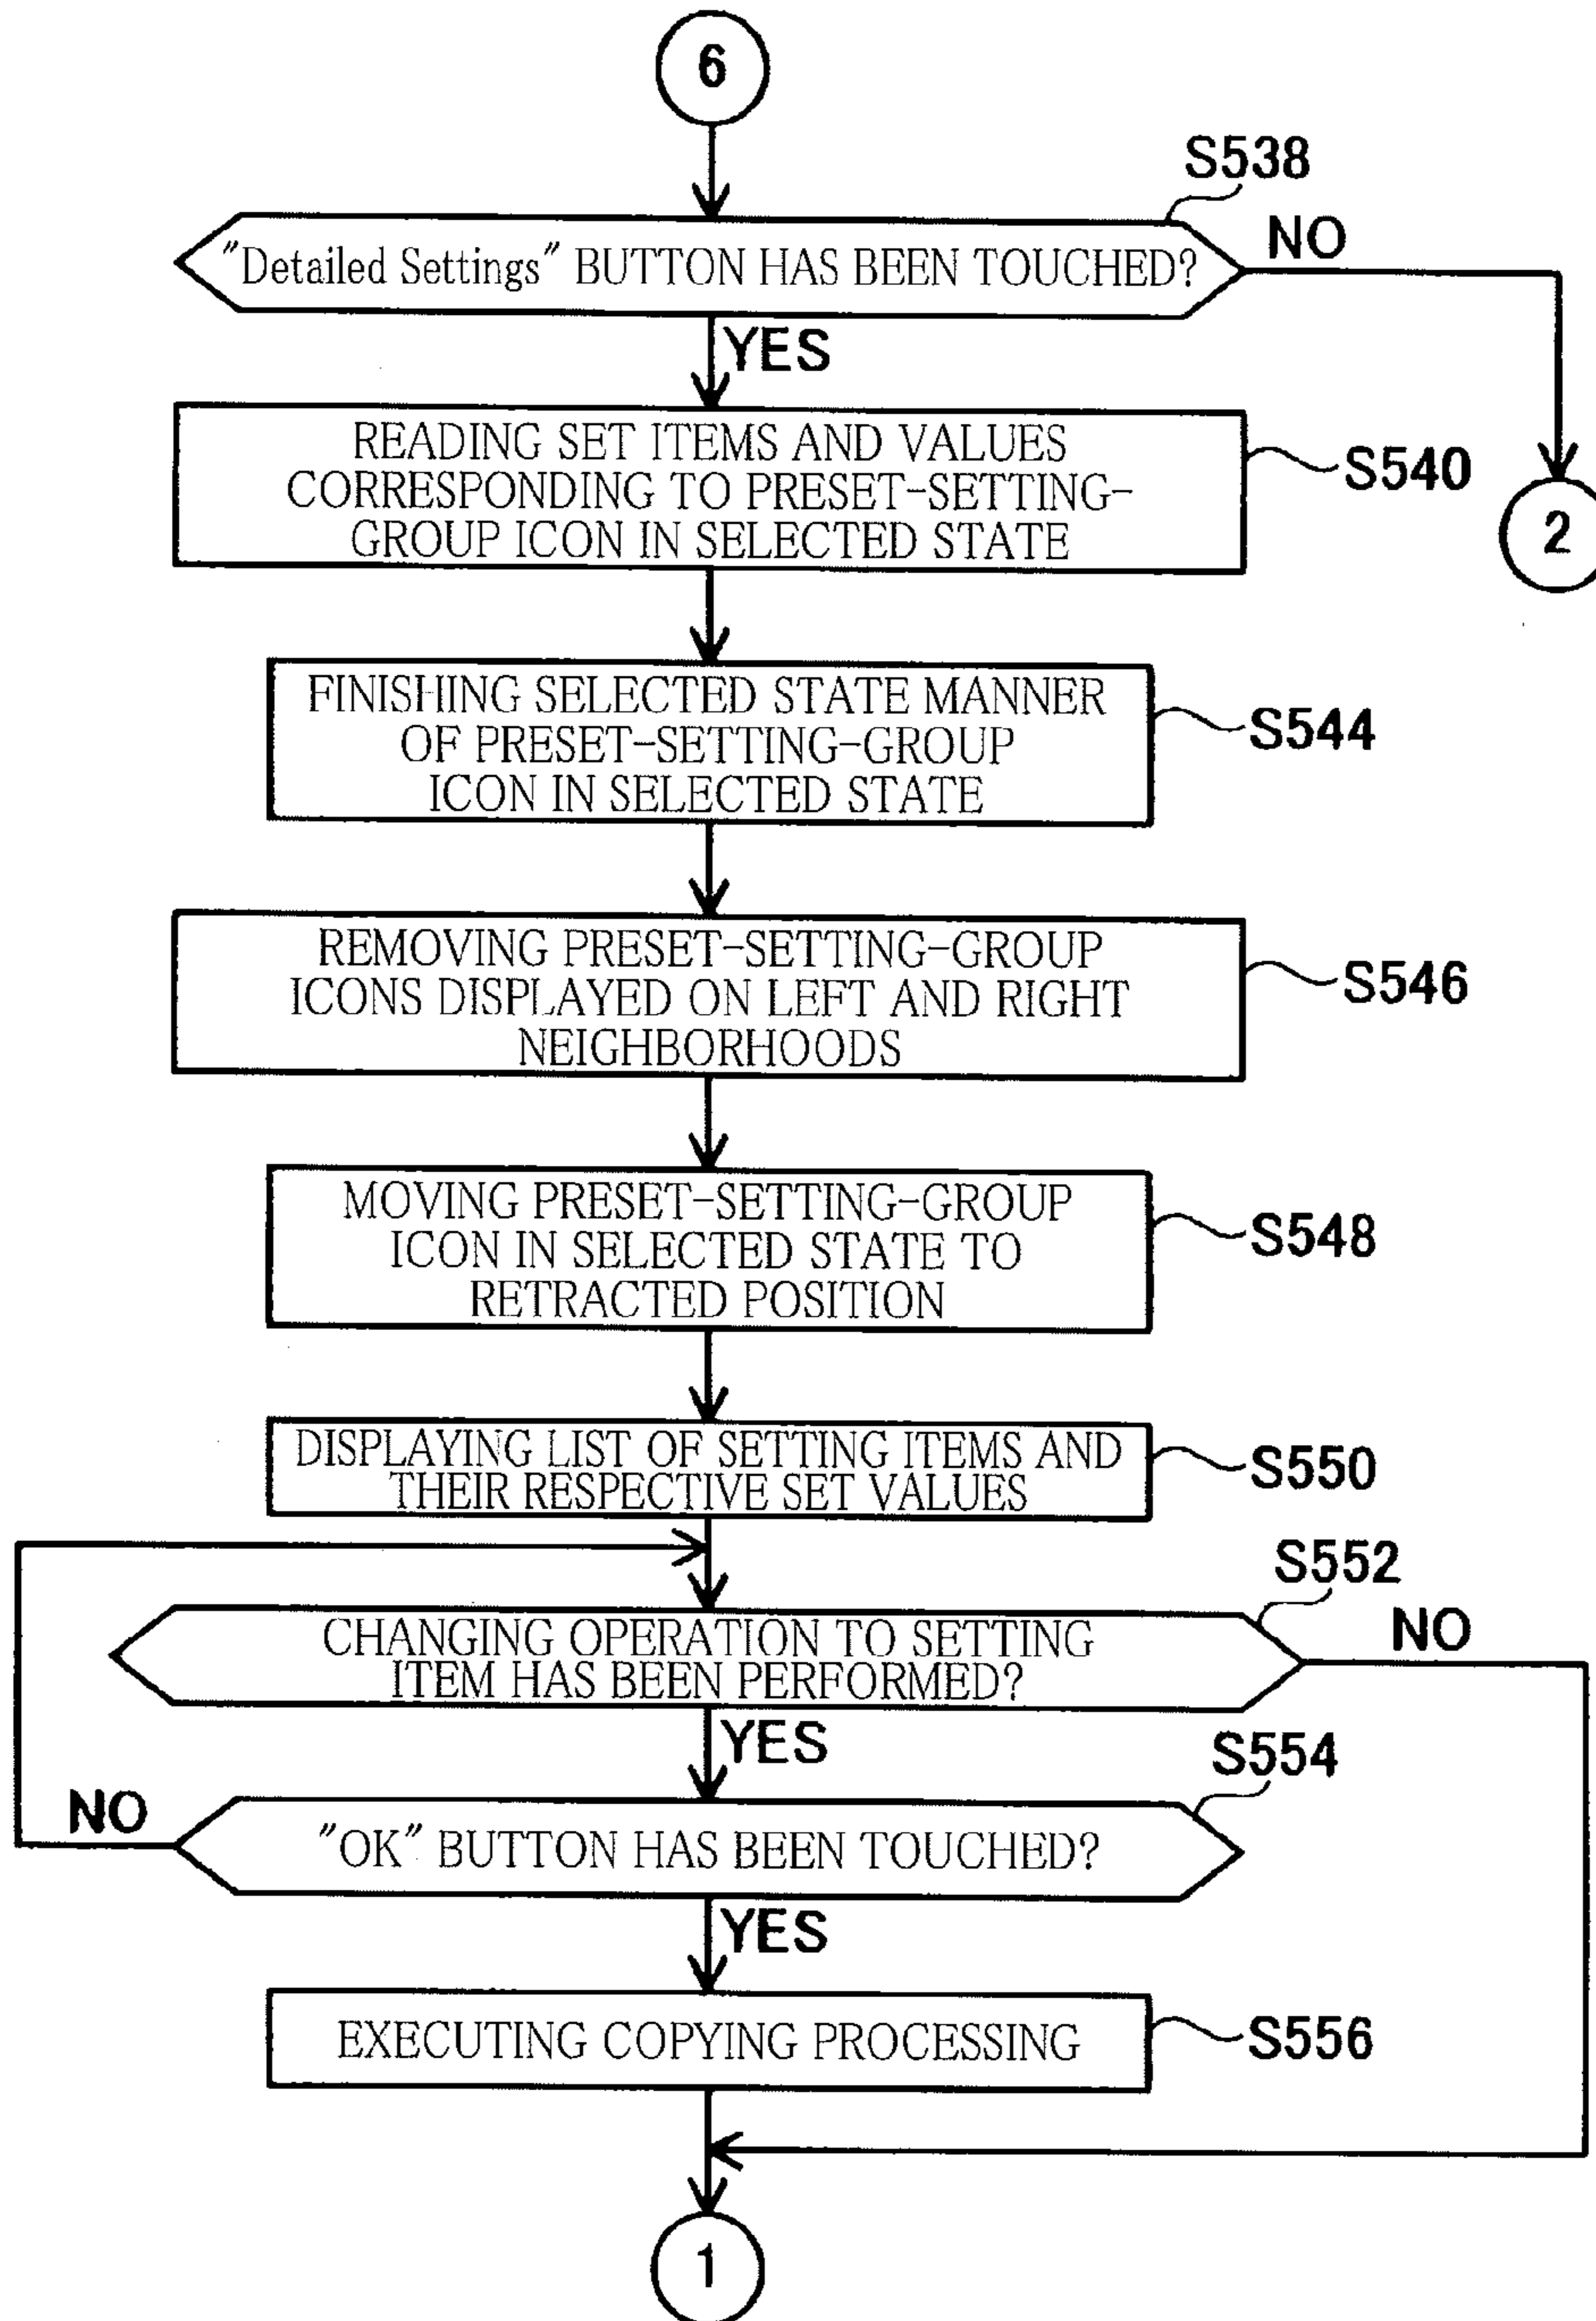 6
S538
"Detailed Settings" BUTTON HAS BEEN TOUCHED?
NO
YES
READING SET ITEMS AND VALUES
CORRESPONDING TO PRESET-SETTING-
GROUP ICON IN SELECTED STATE
S540
2
FINISHING SELECTED STATE MANNER
OF PRESET-SETTING-GROUP
ICON IN SELECTED STATE
S544
REMOVING PRESET-SETTING-GROUP
ICONS DISPLAYED ON LEFT AND RIGHT
NEIGHBORHOODS
S546
MOVING PRESET-SETTING-GROUP
ICON IN SELECTED STATE TO
RETRACTED POSITION
S548
DISPLAYING LIST OF SETTING ITEMS AND
THEIR RESPECTIVE SET VALUES
S550
S552
CHANGING OPERATION TO SETTING
ITEM HAS BEEN PERFORMED?
NO
YES
S554
NO
"OK" BUTTON HAS BEEN TOUCHED?
YES
EXECUTING COPYING PROCESSING
S556
1